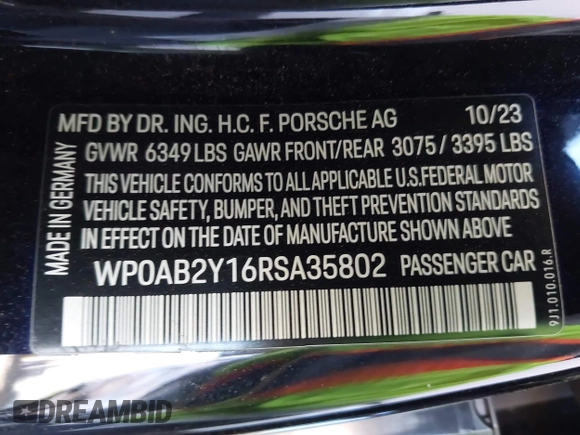 MFD BY DR. ING. H.C. F. PORSCHE AG 10/23
GVWR 6349 LBS GAWR FRONT/REAR 3075 / 3395 LBS
THIS VEHICLE CONFORMS TO ALL APPLICABLE U.S. FEDERAL MOTOR
VEHICLE SAFETY, BUMPER, AND THEFT PREVENTION STANDARDS
IN EFFECT ON THE DATE OF MANUFACTURE SHOWN ABOVE
WP0AB2Y16RSA35802 PASSENGER CAR
MADE IN GERMANY
9J1.010.016.R
DREAMBID